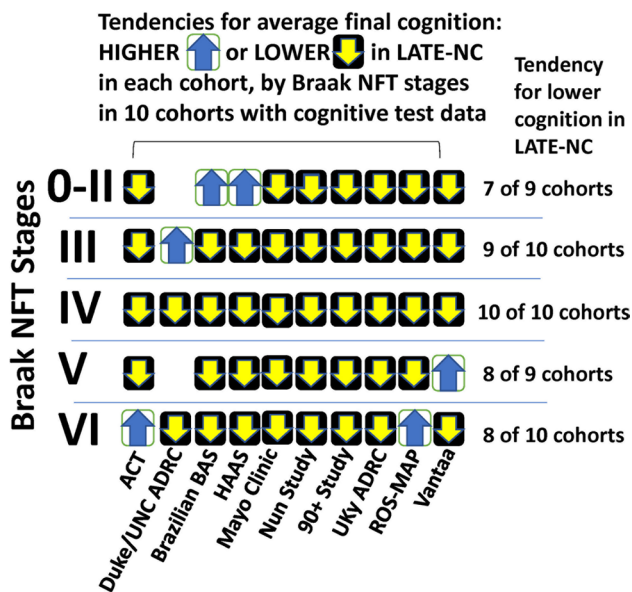 Tendencies for average final cognition:
HIGHER or LOWER in LATE-NC
in each cohort, by Braak NFT stages
in 10 cohorts with cognitive test data
Tendency
for lower
cognition in
LATE-NC
Braak NFT Stages
0-II
7 of 9 cohorts
III
9 of 10 cohorts
IV
10 of 10 cohorts
V
8 of 9 cohorts
VI
8 of 10 cohorts
ACT
Duke/UNC ADRC
Brazilian BAS
HAAS
Mayo Clinic
Nun Study
90+ Study
UKy ADRC
ROS-MAP
Vantaa